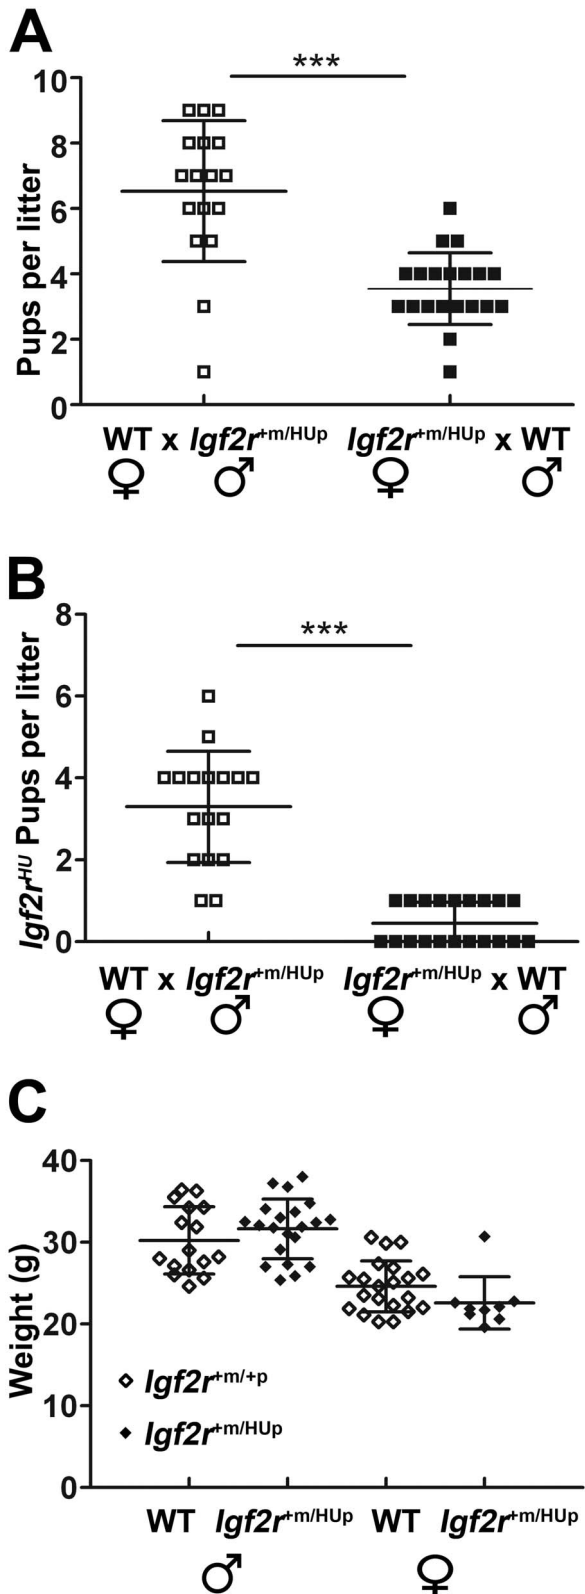 A
***
10
8
6
4
2
0
Pups per litter
WT x Igf2r+m/HUp Igf2r+m/HUp x WT
♀ ♂ ♀ ♂
B
***
8
6
4
2
0
Igf2rHU Pups per litter
WT x Igf2r+m/HUp Igf2r+m/HUp x WT
♀ ♂ ♀ ♂
C
40
30
20
10
0
Weight (g)
Igf2r+m/+p
Igf2r+m/HUp
WT Igf2r+m/HUp WT Igf2r+m/HUp
♂ ♀